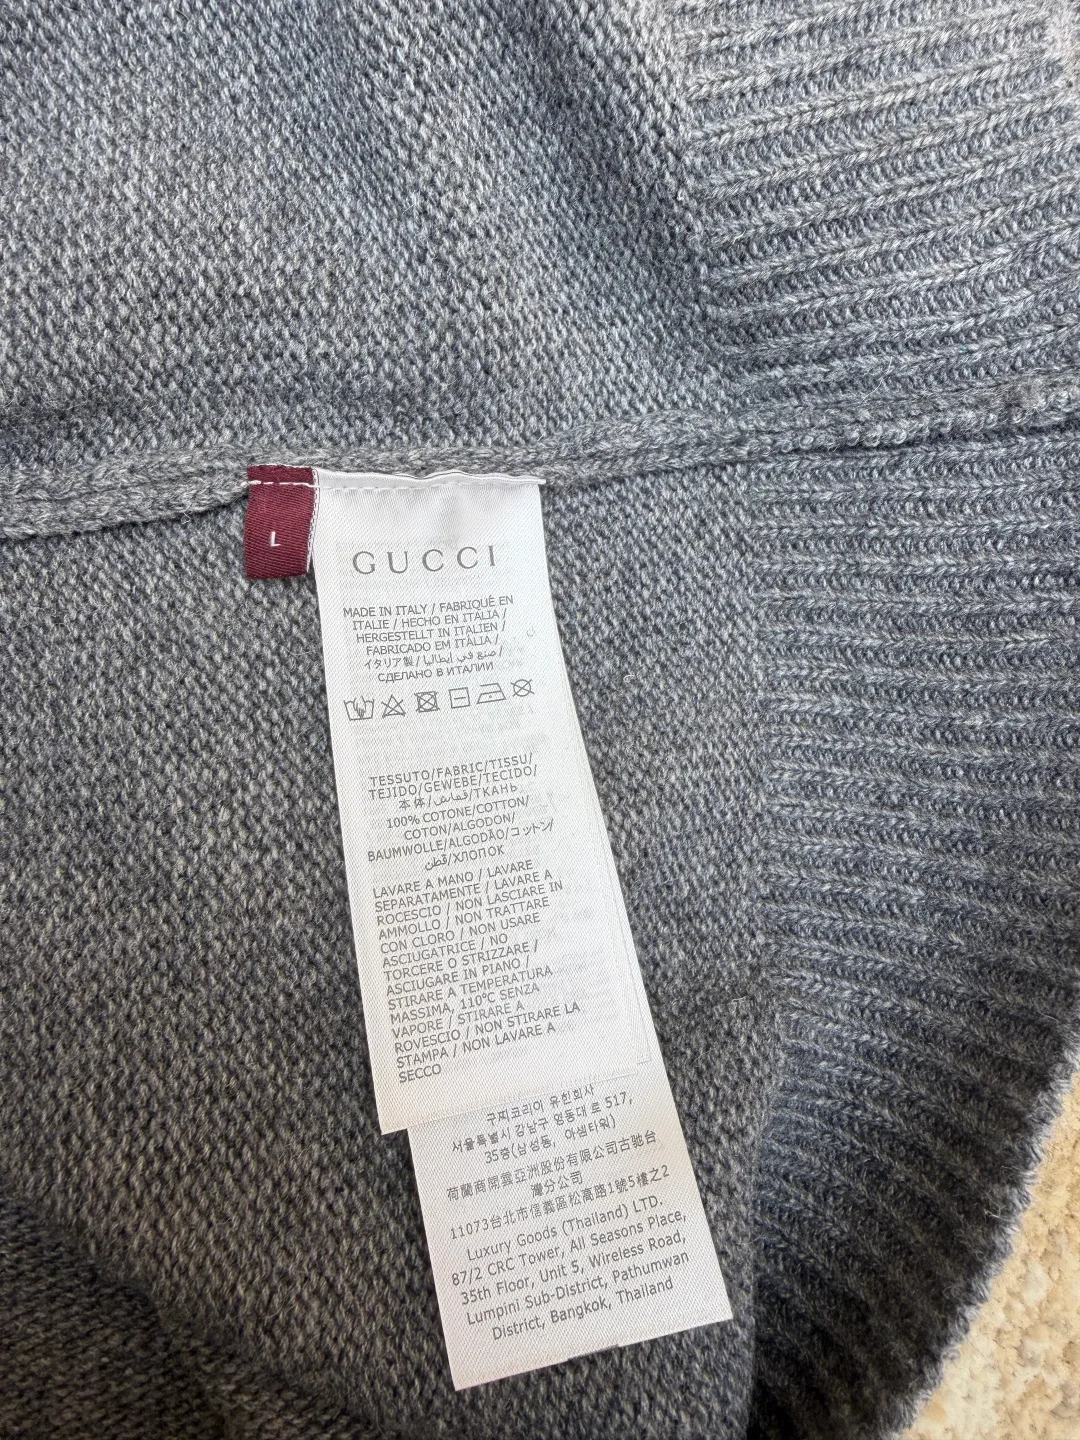 L
GUCCI
MADE IN ITALY / FABRIQUÉ EN
ITALIE / HECHO EN ITALIA /
HERGESTELLT IN ITALIEN /
FABRICADO EM ITÁLIA /
イタリア製 / صنع في إيطاليا /
СДЕЛАНО В ИТАЛИИ
TESSUTO/FABRIC/TISSU/
TEJIDO/GEWEBE/TECIDO/
本体/قماش/ТКАНЬ
100% COTONE/COTTON/
COTON/ALGODON/
BAUMWOLLE/ALGODÃO/コットン/
قطن/ХЛОПОК
LAVARE A MANO / LAVARE
SEPARATAMENTE / LAVARE A
ROCESCIO / NON LASCIARE IN
AMMOLLO / NON TRATTARE
CON CLORO / NON USARE
ASCIUGATRICE / NO
TORCERE O STRIZZARE /
ASCIUGARE IN PIANO /
STIRARE A TEMPERATURA
MASSIMA, 110°C SENZA
VAPORE / STIRARE A
ROVESCIO / NON STIRARE LA
STAMPA / NON LAVARE A
SECCO
구찌코리아 유한회사
서울특별시 강남구 영동대로 517,
35층(삼성동, 아셈타워)
荷蘭商開雲亞洲股份有限公司古馳台
灣分公司
11073台北市信義區松高路1號5樓之2
Luxury Goods (Thailand) LTD.
87/2 CRC Tower, All Seasons Place,
35th Floor, Unit 5, Wireless Road,
Lumpini Sub-District, Pathumwan
District, Bangkok, Thailand